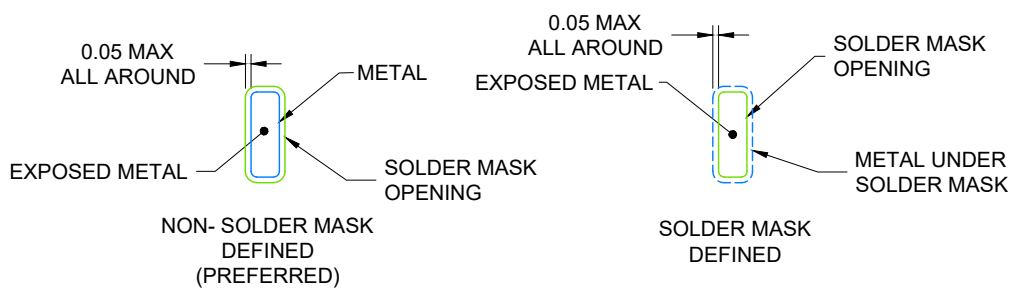 0.05 MAX
ALL AROUND
METAL
EXPOSED METAL
SOLDER MASK
OPENING
NON- SOLDER MASK
DEFINED
(PREFERRED)
0.05 MAX
ALL AROUND
SOLDER MASK
OPENING
EXPOSED METAL
METAL UNDER
SOLDER MASK
SOLDER MASK
DEFINED